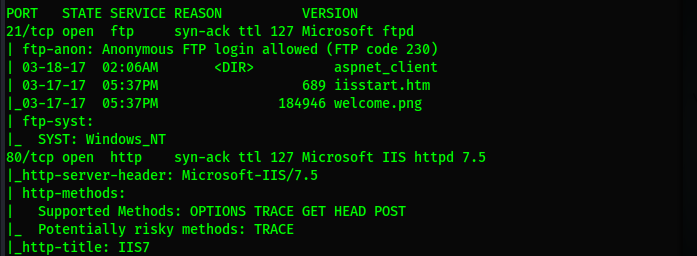 PORT   STATE SERVICE REASON          VERSION
21/tcp open  ftp     syn-ack ttl 127 Microsoft ftpd
| ftp-anon: Anonymous FTP login allowed (FTP code 230)
| 03-18-17  02:06AM       <DIR>          aspnet_client
| 03-17-17  05:37PM                  689 iisstart.htm
|_03-17-17  05:37PM               184946 welcome.png
| ftp-syst:
|_  SYST: Windows_NT
80/tcp open  http    syn-ack ttl 127 Microsoft IIS httpd 7.5
|_http-server-header: Microsoft-IIS/7.5
| http-methods:
|   Supported Methods: OPTIONS TRACE GET HEAD POST
|_  Potentially risky methods: TRACE
|_http-title: IIS7